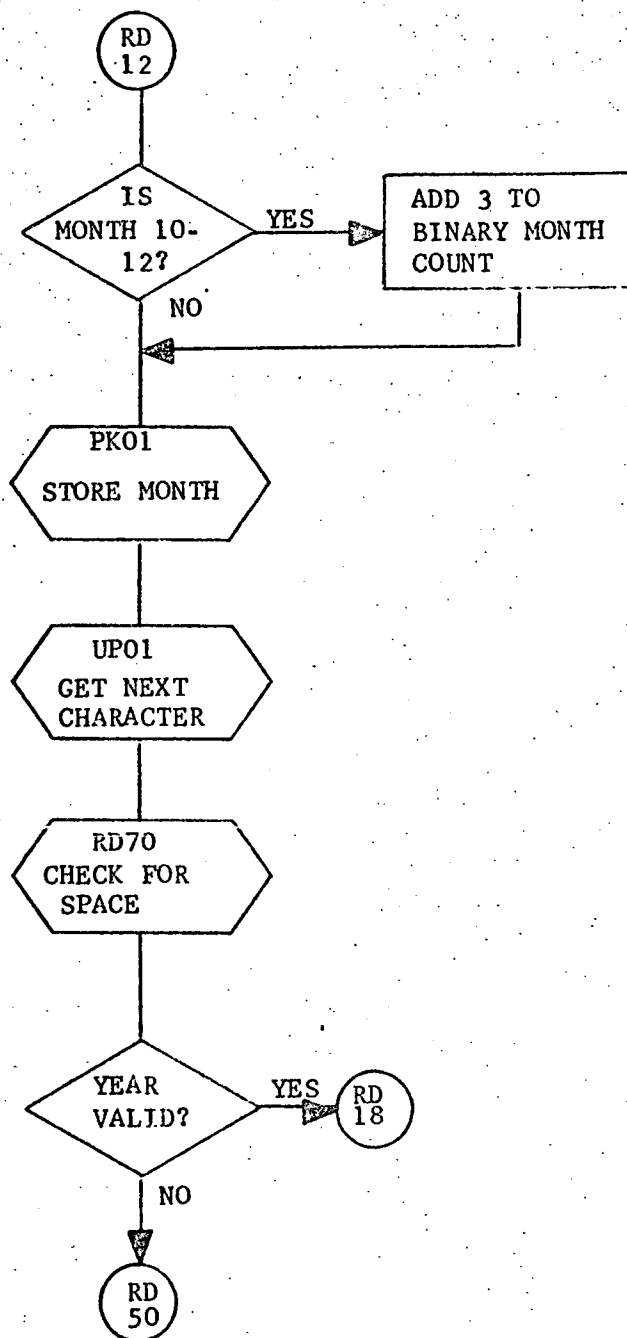 RD
12
IS
MONTH 10-
12?
YES
ADD 3 TO
BINARY MONTH
COUNT
NO
PK01
STORE MONTH
UP01
GET NEXT
CHARACTER
RD70
CHECK FOR
SPACE
YEAR
VALID?
YES
RD
18
NO
RD
50